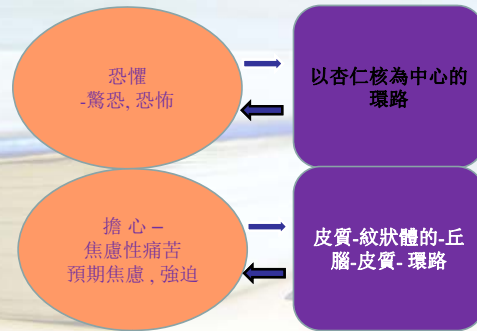 恐懼
-驚恐, 恐怖
以杏仁核為中心的
環路
擔 心 –
焦慮性痛苦
預期焦慮 , 強迫
皮質-紋狀體的-丘
腦-皮質- 環路